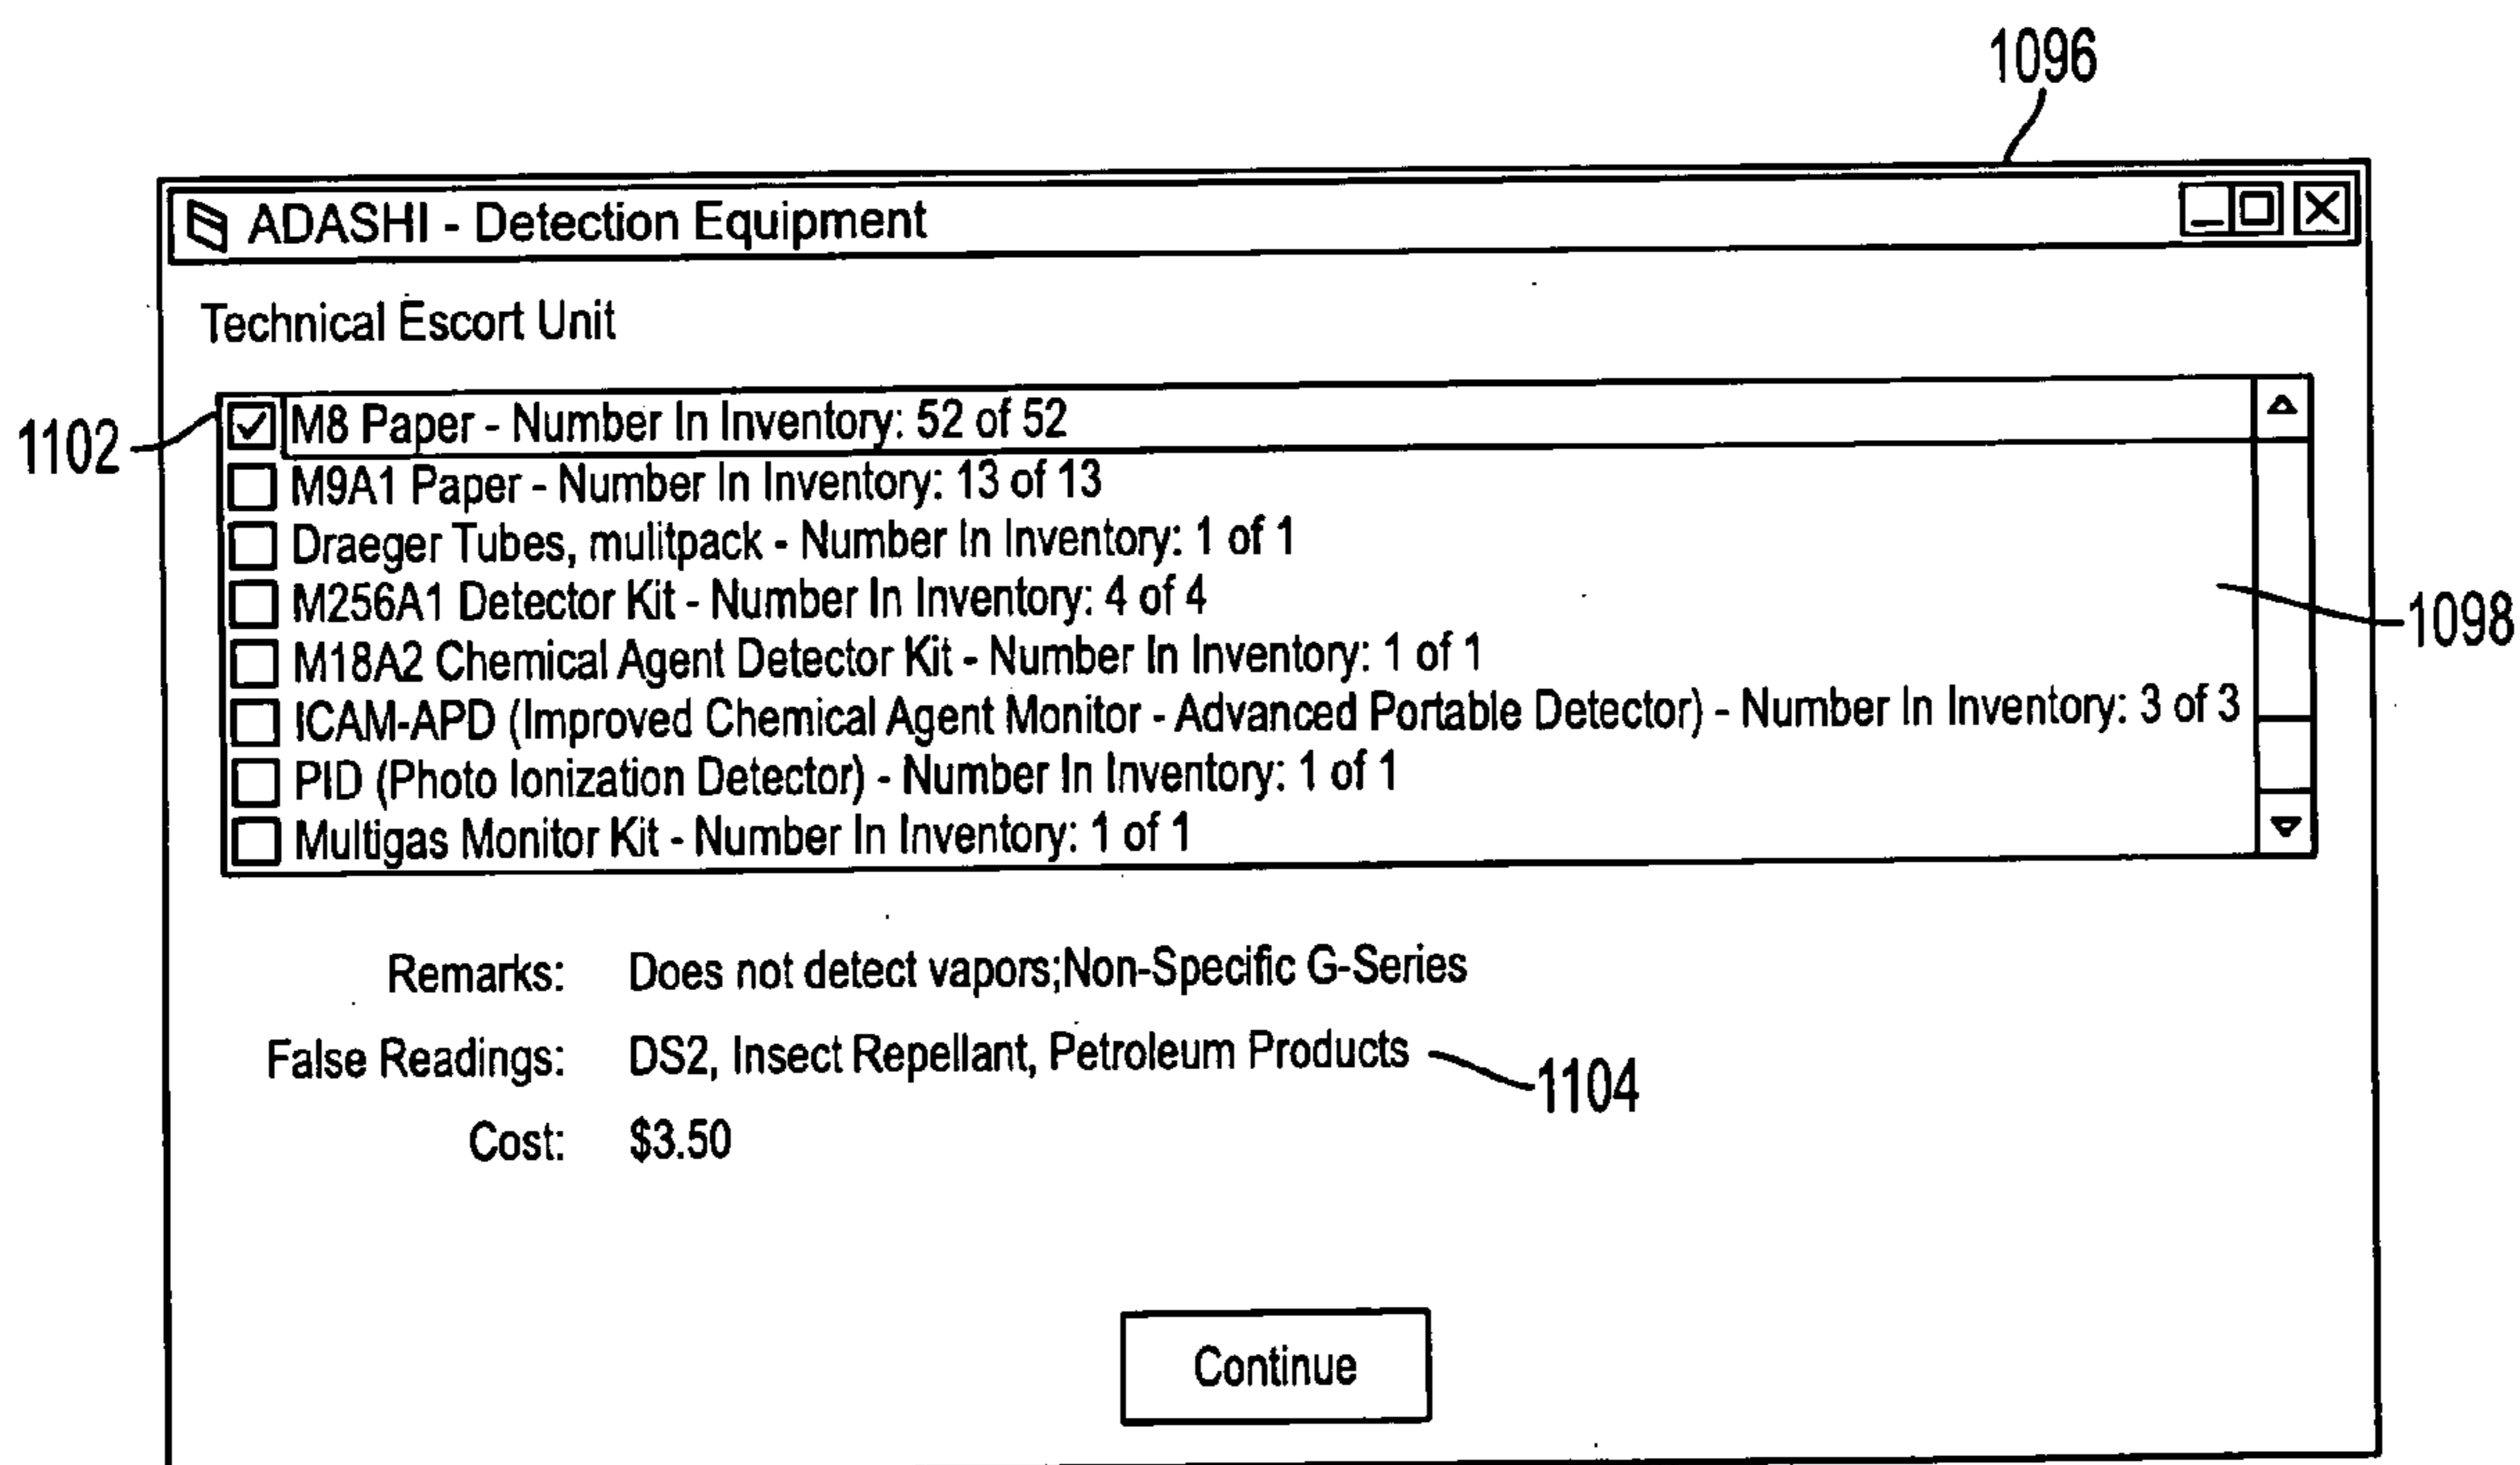 1096
ADASHI - Detection Equipment
Technical Escort Unit
1102
M8 Paper - Number In Inventory: 52 of 52
M9A1 Paper - Number In Inventory: 13 of 13
Draeger Tubes, mulitpack - Number In Inventory: 1 of 1
M256A1 Detector Kit - Number In Inventory: 4 of 4
1098
M18A2 Chemical Agent Detector Kit - Number In Inventory: 1 of 1
ICAM-APD (Improved Chemical Agent Monitor - Advanced Portable Detector) - Number In Inventory: 3 of 3
PID (Photo Ionization Detector) - Number In Inventory: 1 of 1
Multigas Monitor Kit - Number In Inventory: 1 of 1
Remarks: Does not detect vapors;Non-Specific G-Series
False Readings: DS2, Insect Repellant, Petroleum Products
1104
Cost: $3.50
Continue